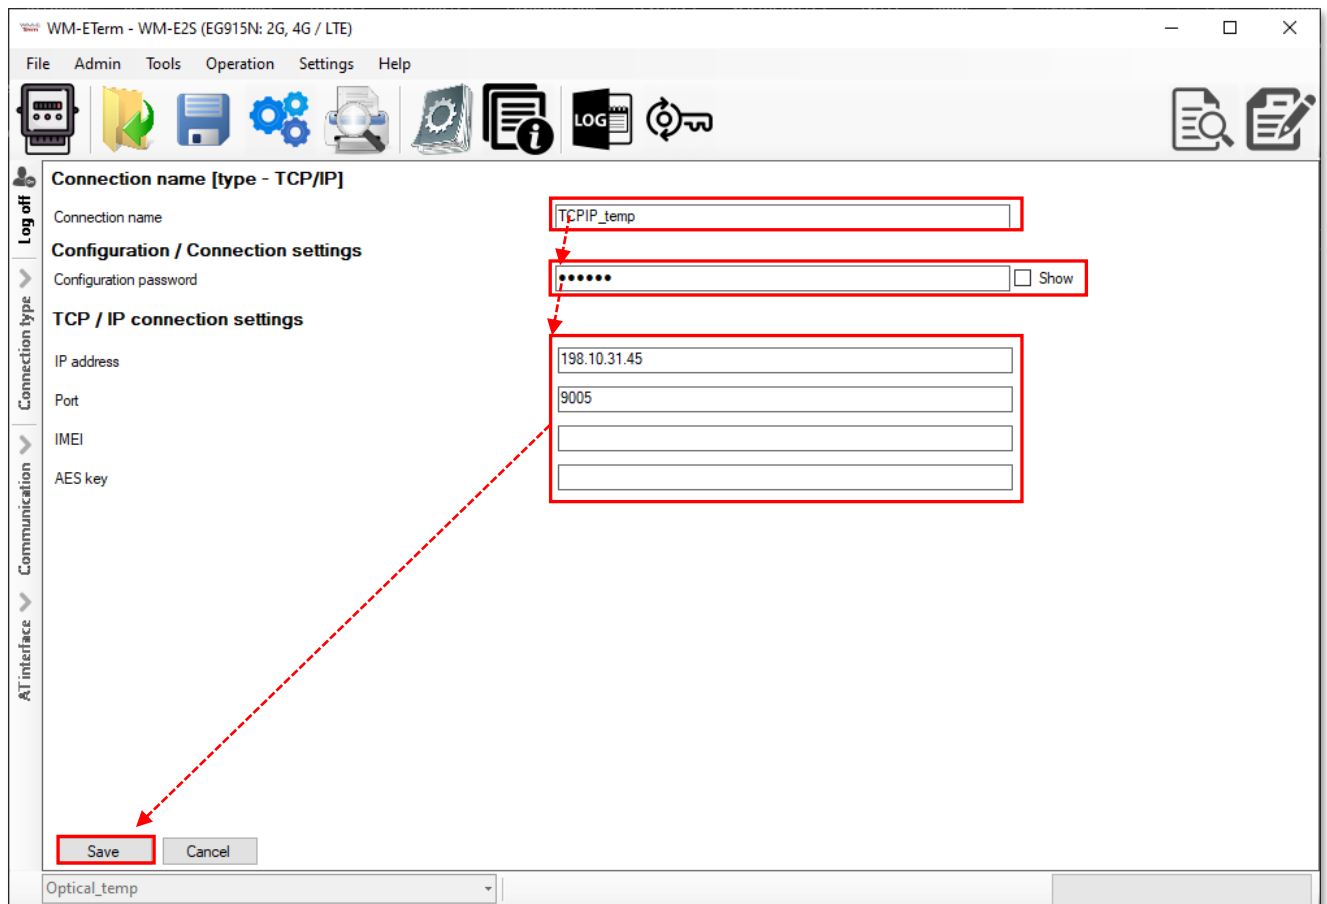 WM-ETerm - WM-E2S (EG915N: 2G, 4G / LTE)
File Admin Tools Operation Settings Help
LOG
Log off
Connection type
Communication
AT interface
Connection name [type - TCP/IP]
Connection name TCPIP_temp
Configuration / Connection settings
Configuration password •••••• Show
TCP / IP connection settings
IP address 198.10.31.45
Port 9005
IMEI
AES key
Save Cancel
Optical_temp